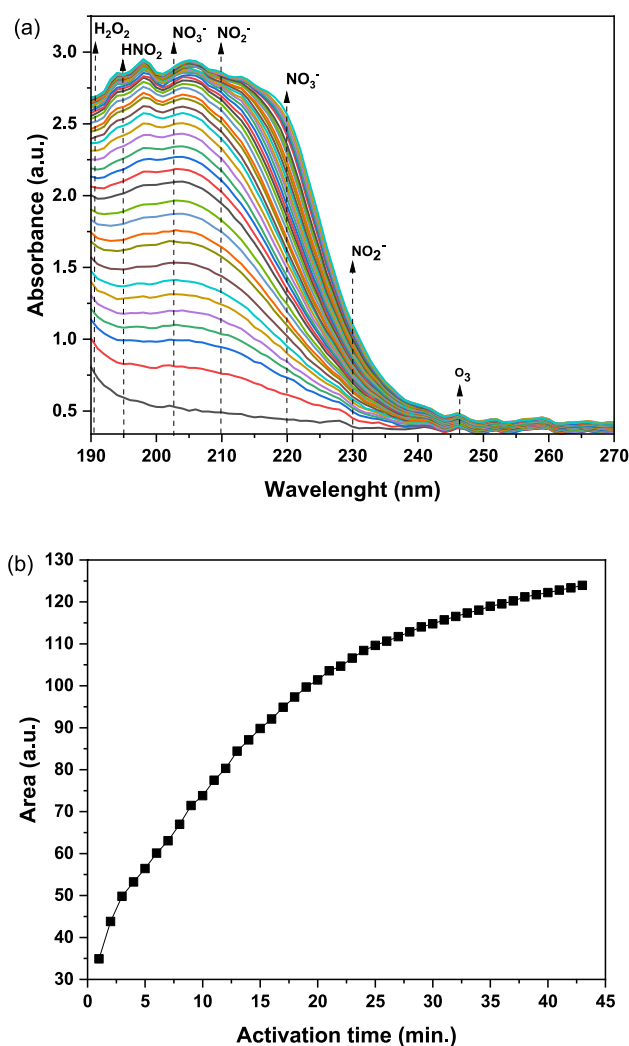 (a)
H₂O₂
HNO₂
NO₃⁻
NO₂⁻
NO₃⁻
NO₂⁻
O₃
3.0
2.5
2.0
1.5
1.0
0.5
Absorbance (a.u.)
190 200 210 220 230 240 250 260 270
Wavelenght (nm)
(b)
130
120
110
100
90
80
70
60
50
40
30
Area (a.u.)
0 5 10 15 20 25 30 35 40 45
Activation time (min.)